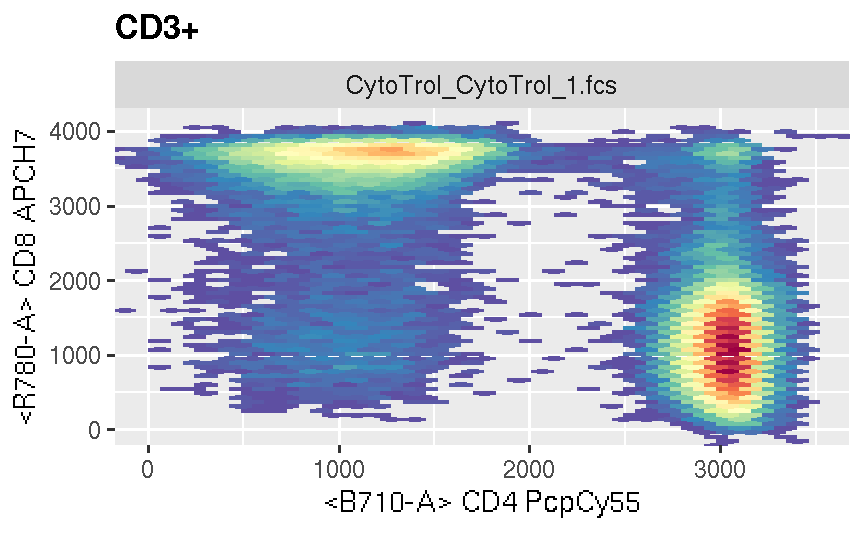 CD3+
CytoTrol_CytoTrol_1.fcs
<R780-A> CD8 APCH7
4000
3000
2000
1000
0
0 1000 2000 3000
<B710-A> CD4 PcpCy55